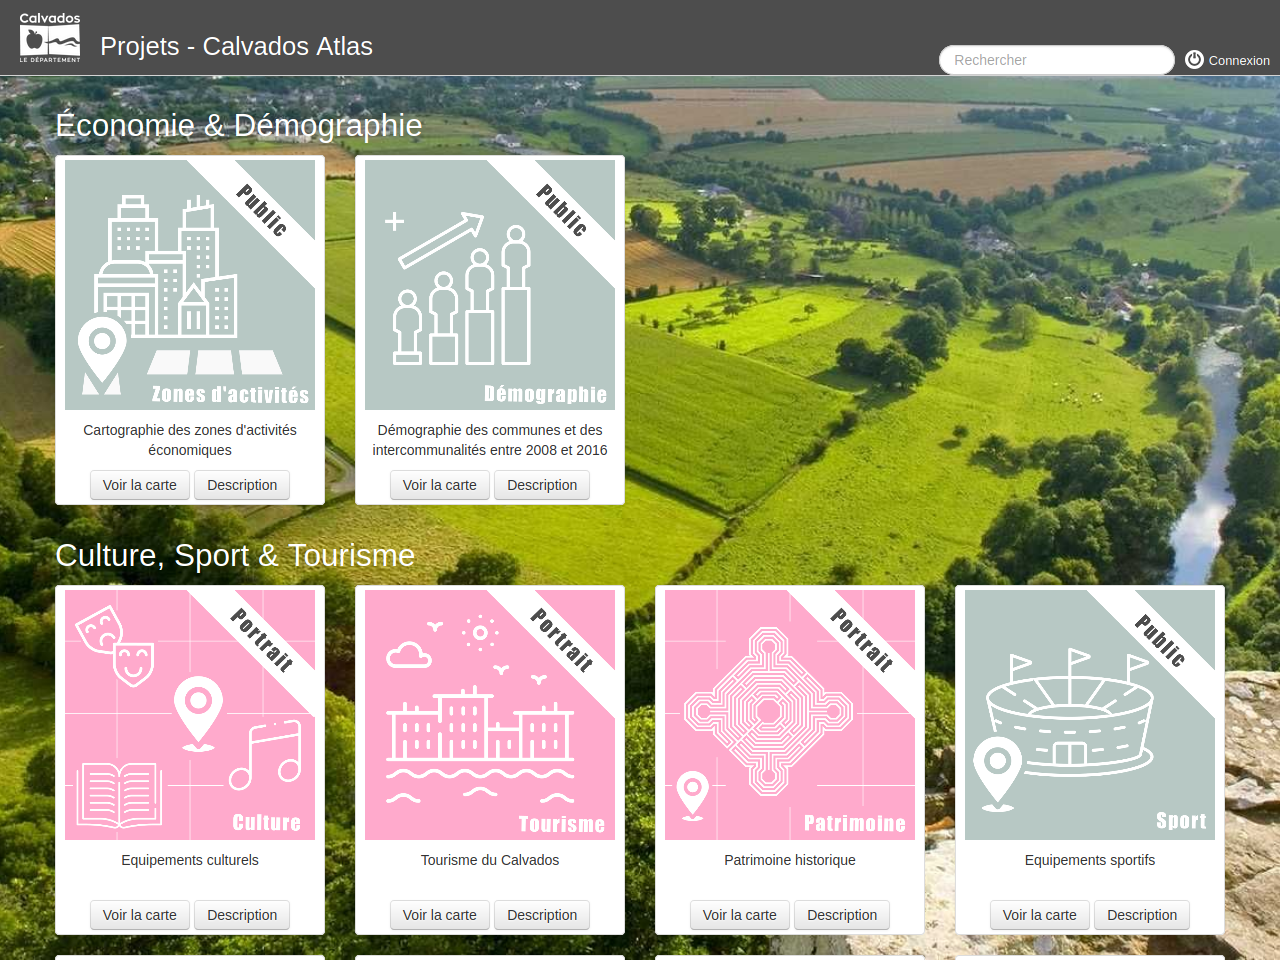 Calvados
LE DÉPARTEMENT
Projets - Calvados Atlas
Rechercher
Connexion
Économie & Démographie
Public
Zones d'activités
Cartographie des zones d'activités
économiques
Voir la carte
Description
Public
Démographie
Démographie des communes et des
intercommunalités entre 2008 et 2016
Voir la carte
Description
Culture, Sport & Tourisme
Portrait
Culture
Equipements culturels
Voir la carte
Description
Portrait
Tourisme
Tourisme du Calvados
Voir la carte
Description
Portrait
Patrimoine
Patrimoine historique
Voir la carte
Description
Public
Sport
Equipements sportifs
Voir la carte
Description